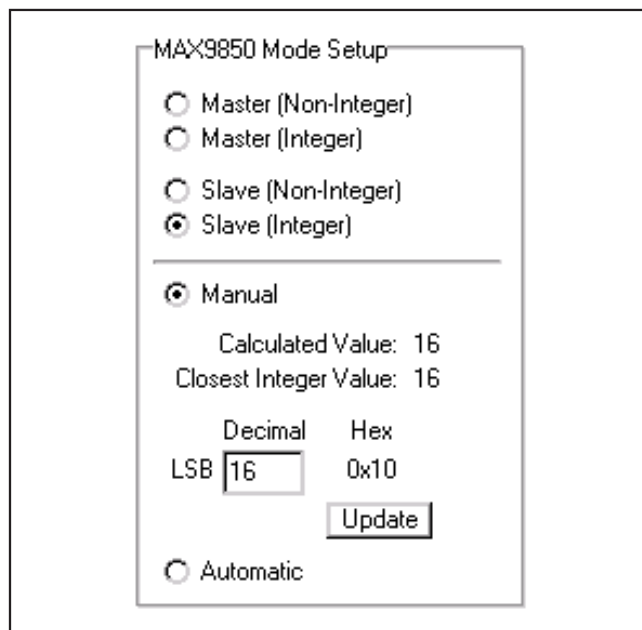 MAX9850 Mode Setup
Master (Non-Integer)
Master (Integer)
Slave (Non-Integer)
Slave (Integer)
Manual
Calculated Value: 16
Closest Integer Value: 16
Decimal Hex
LSB 16 0x10
Update
Automatic